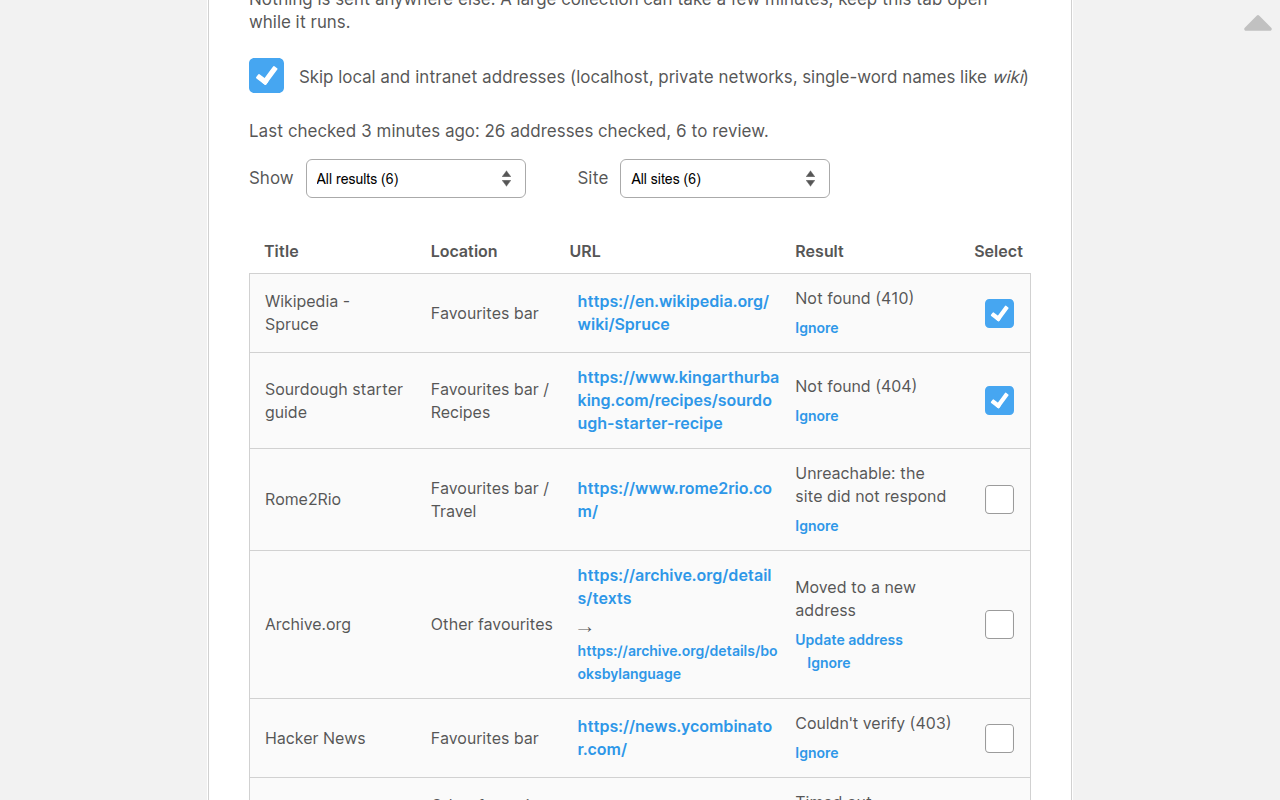 Nothing is sent anywhere else. A large collection can take a few minutes, keep this tab open
while it runs.
Skip local and intranet addresses (localhost, private networks, single-word names like wiki)
Last checked 3 minutes ago: 26 addresses checked, 6 to review.
Show All results (6) Site All sites (6)
Title Location URL Result Select
Wikipedia -
Spruce
Favourites bar
https://en.wikipedia.org/
wiki/Spruce
Not found (410)
Ignore
Sourdough starter
guide
Favourites bar /
Recipes
https://www.kingarthurba
king.com/recipes/sourdo
ugh-starter-recipe
Not found (404)
Ignore
Rome2Rio
Favourites bar /
Travel
https://www.rome2rio.co
m/
Unreachable: the
site did not respond
Ignore
Archive.org
Other favourites
https://archive.org/detail
s/texts
→
https://archive.org/details/bo
oksbylanguage
Moved to a new
address
Update address
Ignore
Hacker News
Favourites bar
https://news.ycombinato
r.com/
Couldn't verify (403)
Ignore